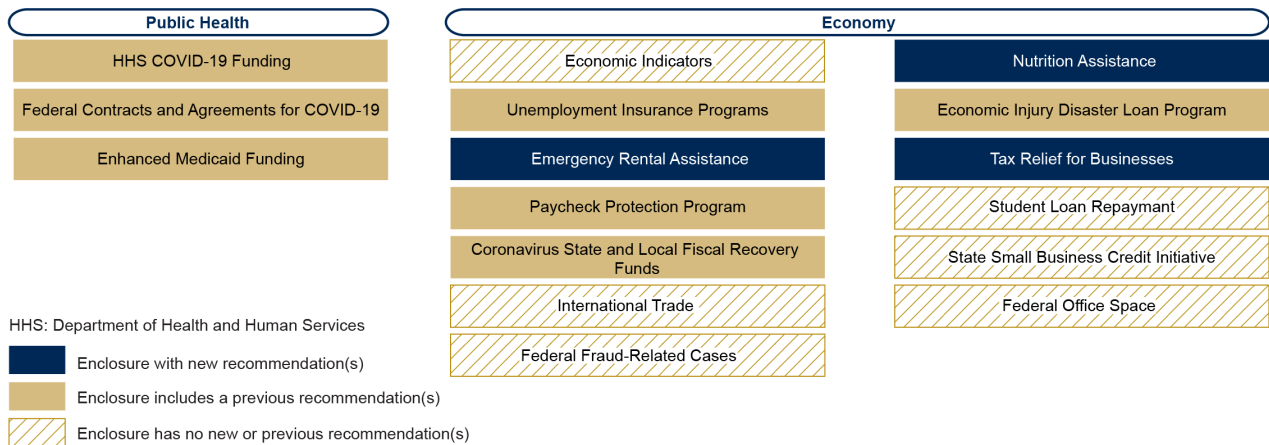 Public Health
HHS COVID-19 Funding
Federal Contracts and Agreements for COVID-19
Enhanced Medicaid Funding
Economy
Economic Indicators
Unemployment Insurance Programs
Emergency Rental Assistance
Paycheck Protection Program
Coronavirus State and Local Fiscal Recovery
Funds
International Trade
Federal Fraud-Related Cases
Nutrition Assistance
Economic Injury Disaster Loan Program
Tax Relief for Businesses
Student Loan Repaymant
State Small Business Credit Initiative
Federal Office Space
HHS: Department of Health and Human Services
Enclosure with new recommendation(s)
Enclosure includes a previous recommendation(s)
Enclosure has no new or previous recommendation(s)